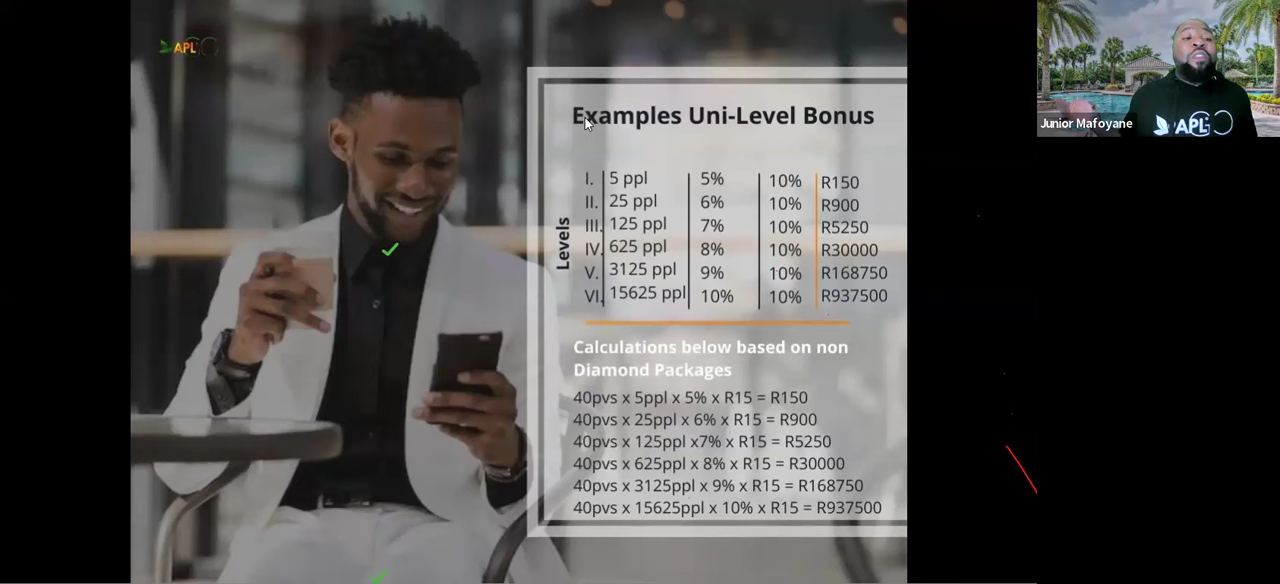 APLGO
Junior Mafoyane
APLGO
Examples Uni-Level Bonus
Levels
I. 5 ppl 5% 10% R150
II. 25 ppl 6% 10% R900
III. 125 ppl 7% 10% R5250
IV. 625 ppl 8% 10% R30000
V. 3125 ppl 9% 10% R168750
VI. 15625 ppl 10% 10% R937500
Calculations below based on non
Diamond Packages
40pvs x 5ppl x 5% x R15 = R150
40pvs x 25ppl x 6% x R15 = R900
40pvs x 125ppl x7% x R15 = R5250
40pvs x 625ppl x 8% x R15 = R30000
40pvs x 3125ppl x 9% x R15 = R168750
40pvs x 15625ppl x 10% x R15 = R937500